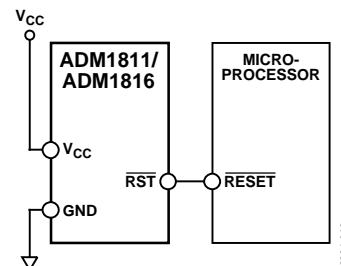 VCC
ADM1811/
ADM1816
MICRO-
PROCESSOR
VCC
RST
RESET
GND